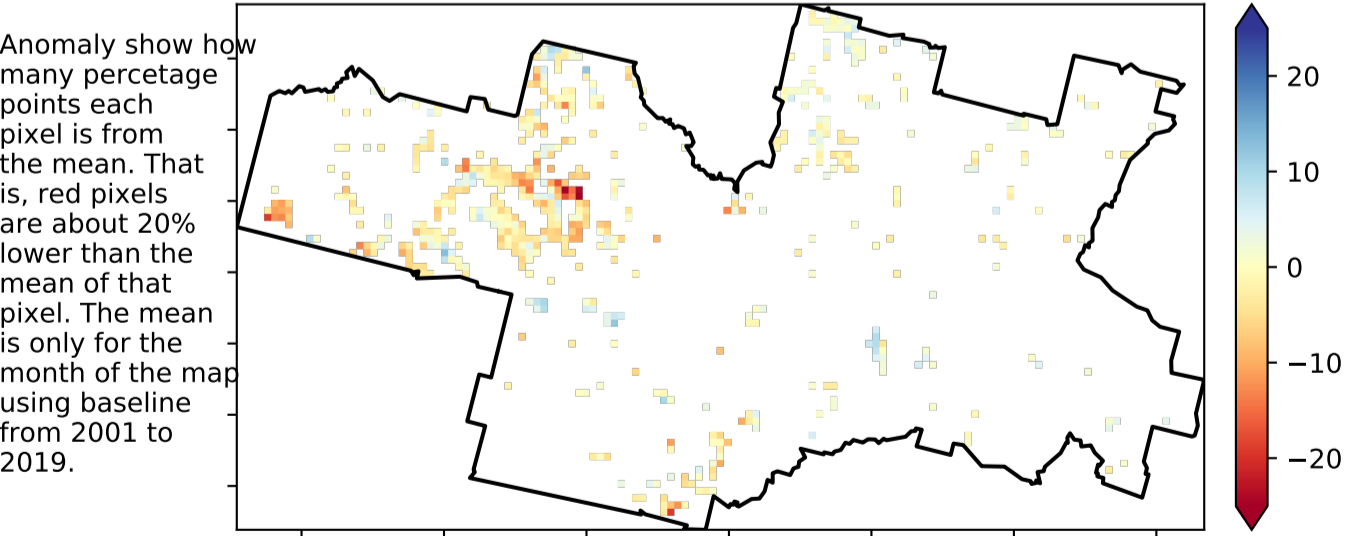 Anomaly show how
many percetage
points each
pixel is from
the mean. That
is, red pixels
are about 20%
lower than the
mean of that
pixel. The mean
is only for the
month of the map
using baseline
from 2001 to
2019.
20
10
0
−10
−20